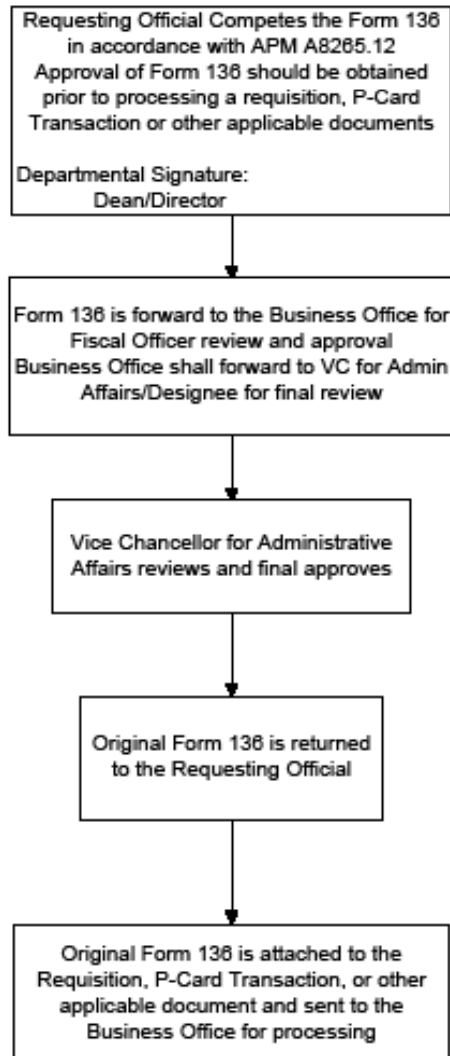 Requesting Official Competes the Form 136
in accordance with APM A8265.12
Approval of Form 136 should be obtained
prior to processing a requisition, P-Card
Transaction or other applicable documents
Departmental Signature:
Dean/Director
Form 136 is forward to the Business Office for
Fiscal Officer review and approval
Business Office shall forward to VC for Admin
Affairs/Designee for final review
Vice Chancellor for Administrative
Affairs reviews and final approves
Original Form 136 is returned
to the Requesting Official
Original Form 136 is attached to the
Requisition, P-Card Transaction, or other
applicable document and sent to the
Business Office for processing